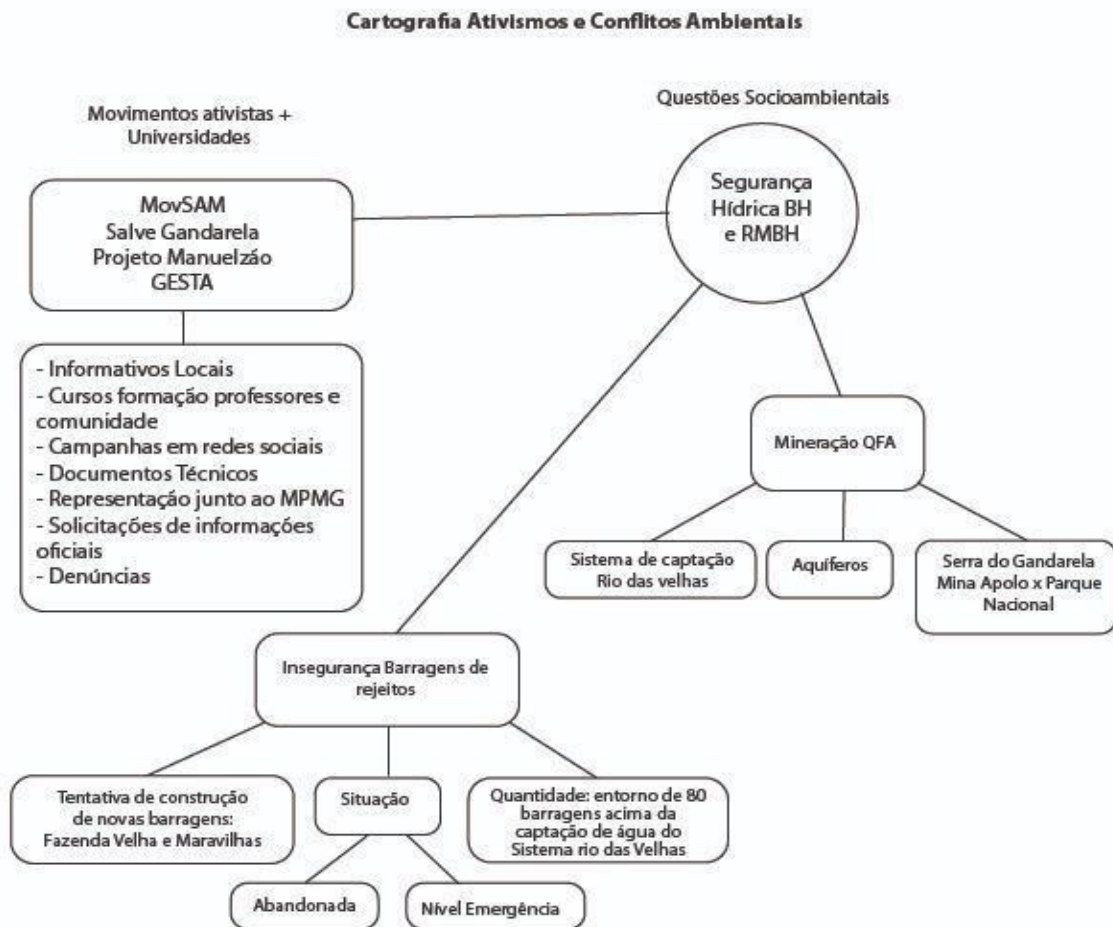 Cartografia Ativismos e Conflitos Ambientais
Movimentos ativistas +
Universidades
Questões Socioambientais
MovSAM
Salve Gandarela
Projeto Manuelzão
GESTA
Segurança
Hídrica BH
e RMBH
- Informativos Locais
- Cursos formação professores e
comunidade
- Campanhas em redes sociais
- Documentos Técnicos
- Representação junto ao MPMG
- Solicitações de informações
oficiais
- Denúncias
Mineração QFA
Sistema de captação
Rio das velhas
Aquíferos
Serra do Gandarela
Mina Apolo x Parque
Nacional
Insegurança Barragens de
rejeitos
Tentativa de construção
de novas barragens:
Fazenda Velha e Maravilhas
Situação
Quantidade: entorno de 80
barragens acima da
captação de água do
Sistema rio das Velhas
Abandonada
Nível Emergência